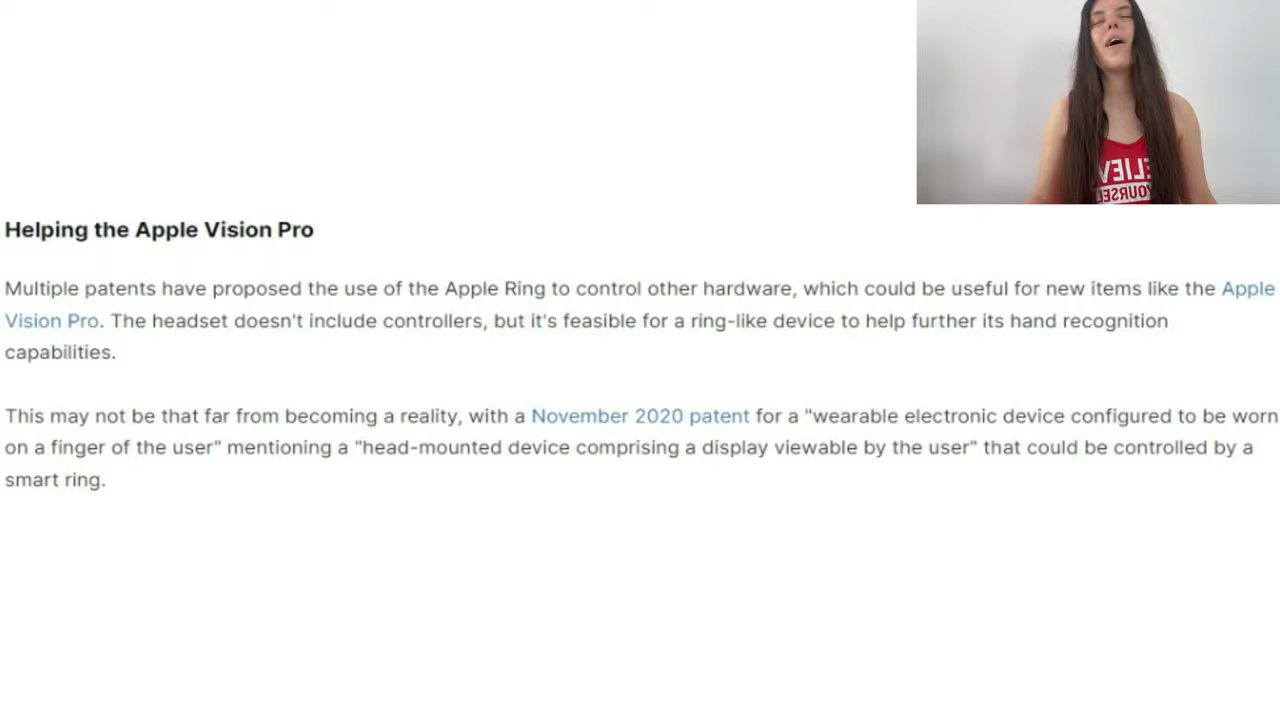 ELIEV
YOURSEL
Helping the Apple Vision Pro
Multiple patents have proposed the use of the Apple Ring to control other hardware, which could be useful for new items like the Apple
Vision Pro. The headset doesn't include controllers, but it's feasible for a ring-like device to help further its hand recognition
capabilities.
This may not be that far from becoming a reality, with a November 2020 patent for a "wearable electronic device configured to be worn
on a finger of the user" mentioning a "head-mounted device comprising a display viewable by the user" that could be controlled by a
smart ring.